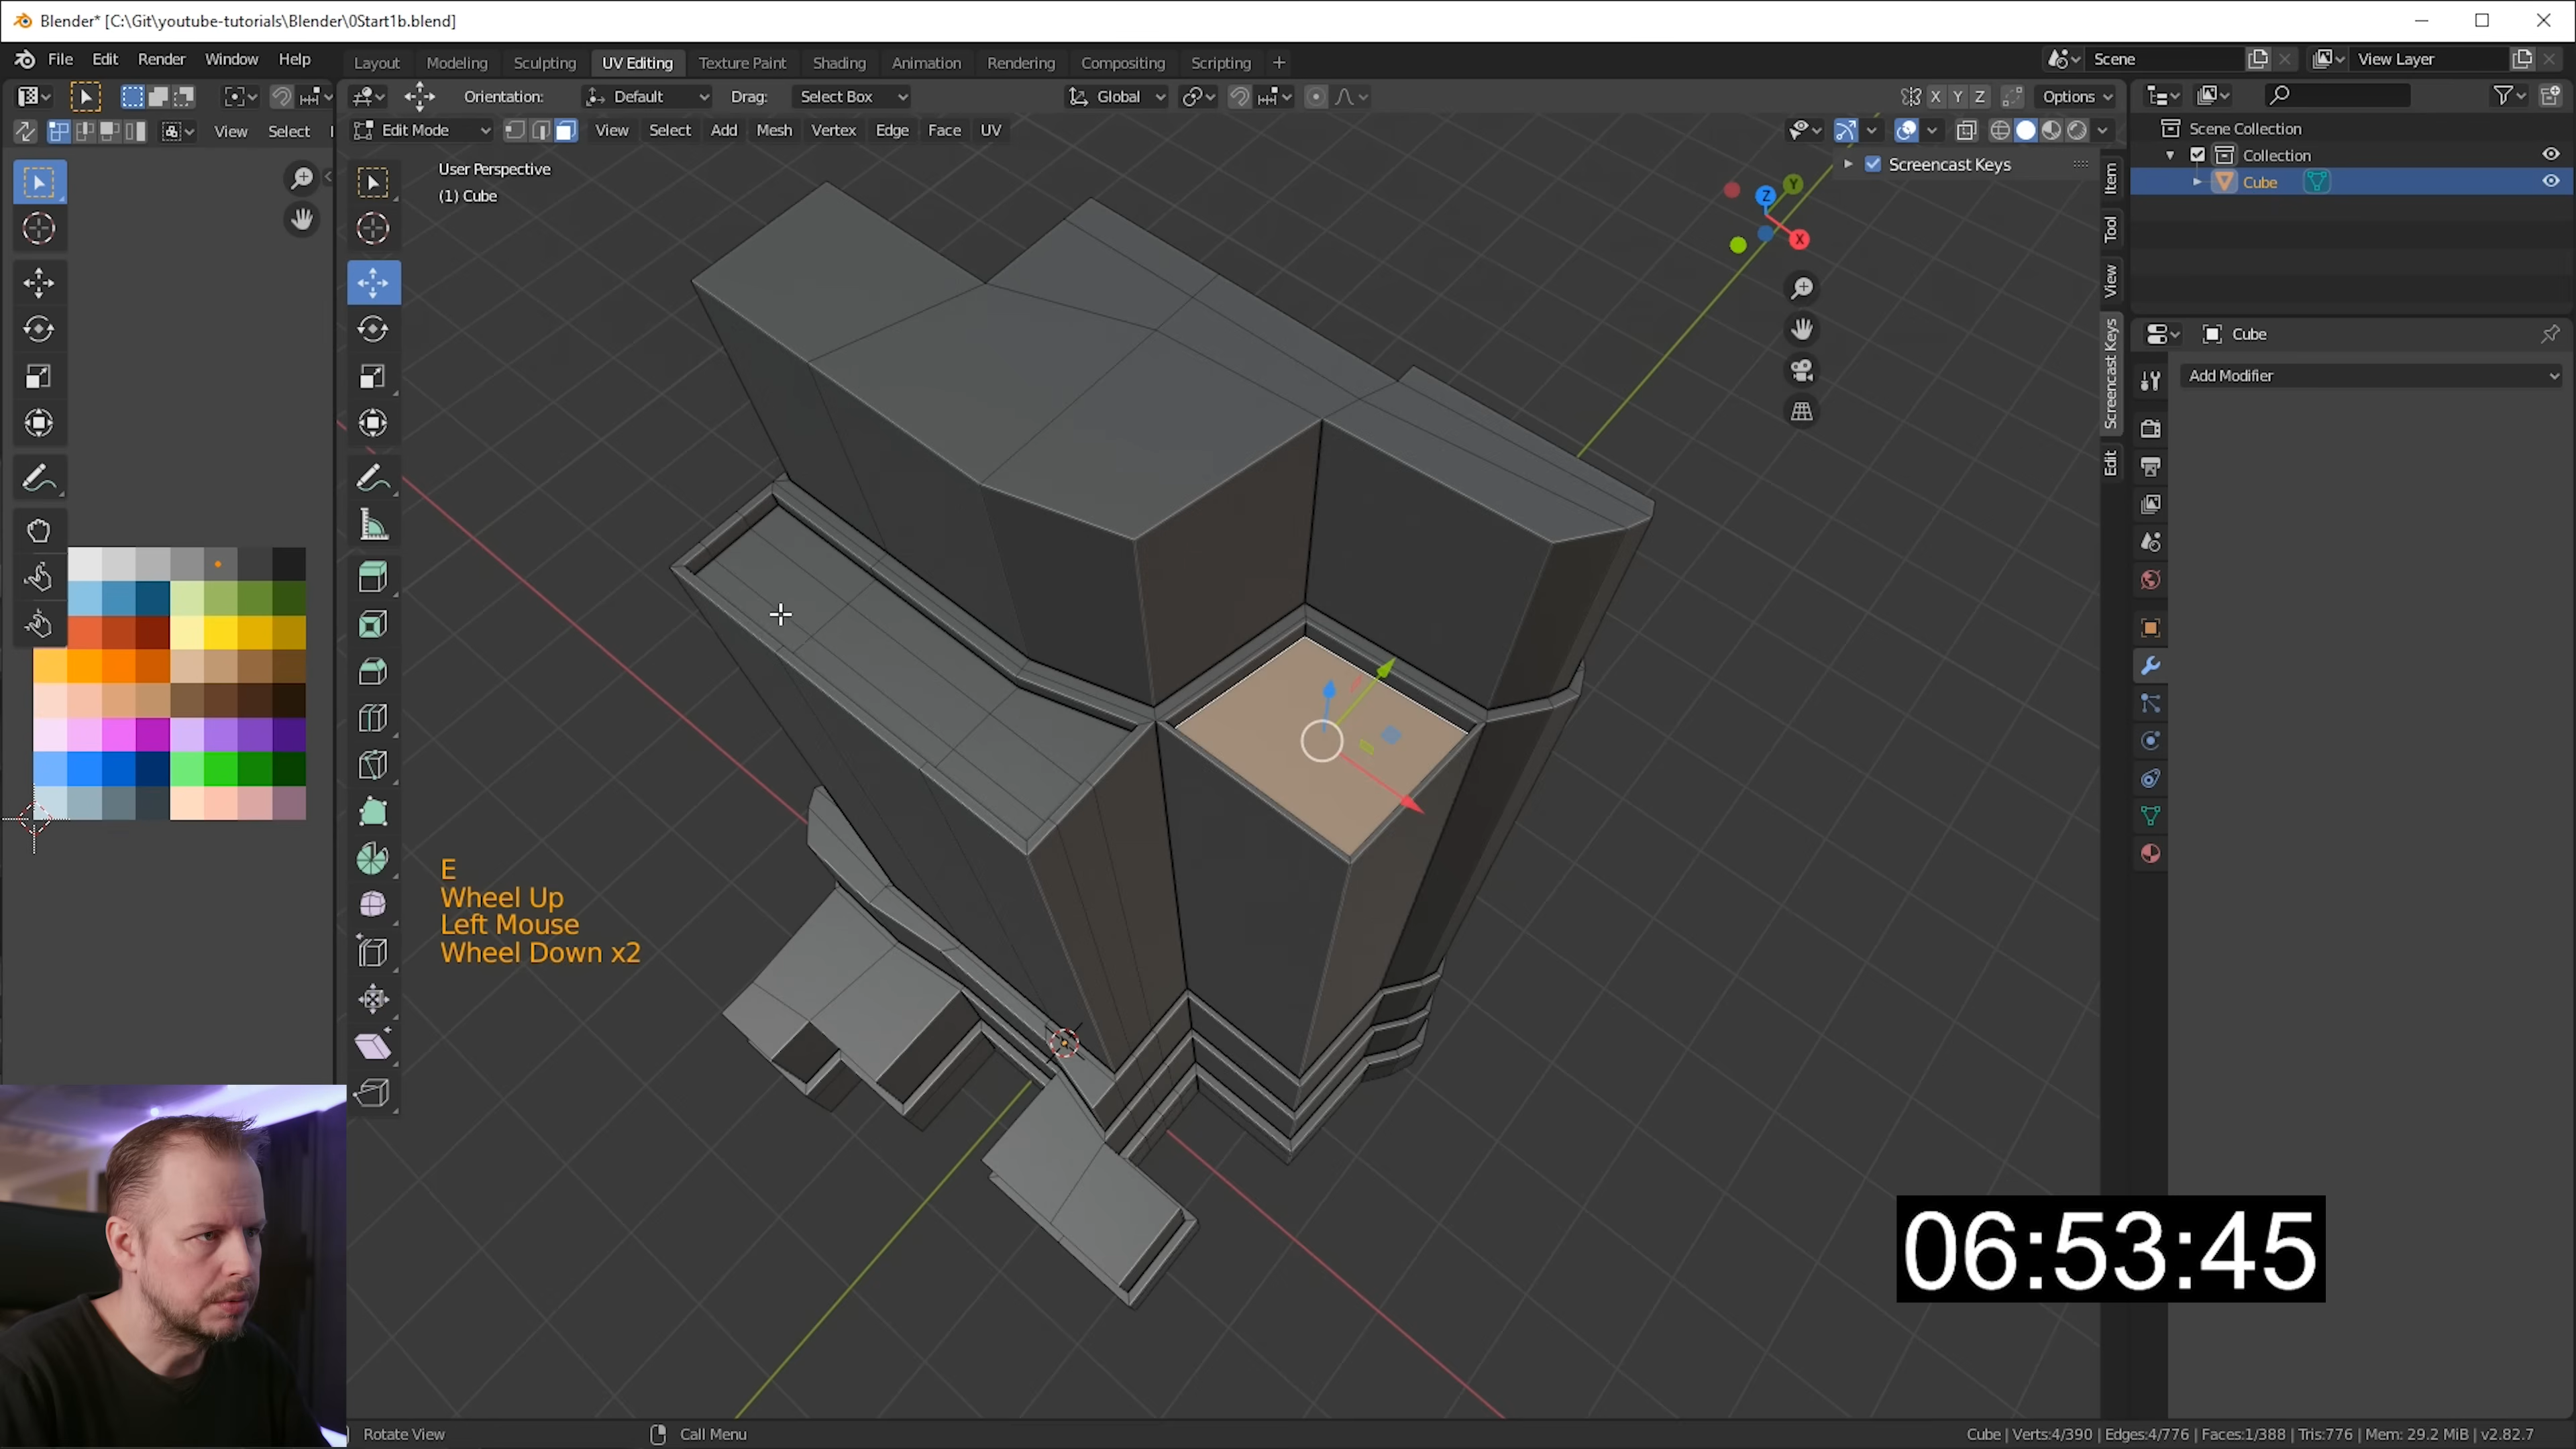 Blender* [C:\Git\youtube-tutorials\Blender\0Start1b.blend]
File Edit Render Window Help
Layout Modeling Sculpting UV Editing Texture Paint Shading Animation Rendering Compositing Scripting +
Scene
View Layer
Orientation: Default Drag: Select Box
Global
X Y Z Options
View Select
Edit Mode View Select Add Mesh Vertex Edge Face UV
User Perspective
(1) Cube
Screencast Keys
Z
Y
X
Item
Tool
View
Screencast Keys
Edit
Scene Collection
Collection
Cube
Cube
Add Modifier
E
Wheel Up
Left Mouse
Wheel Down x2
06:53:45
Rotate View
Call Menu
Cube | Verts:4/390 | Edges:4/776 | Faces:1/388 | Tris:776 | Mem: 29.2 MiB | v2.82.7